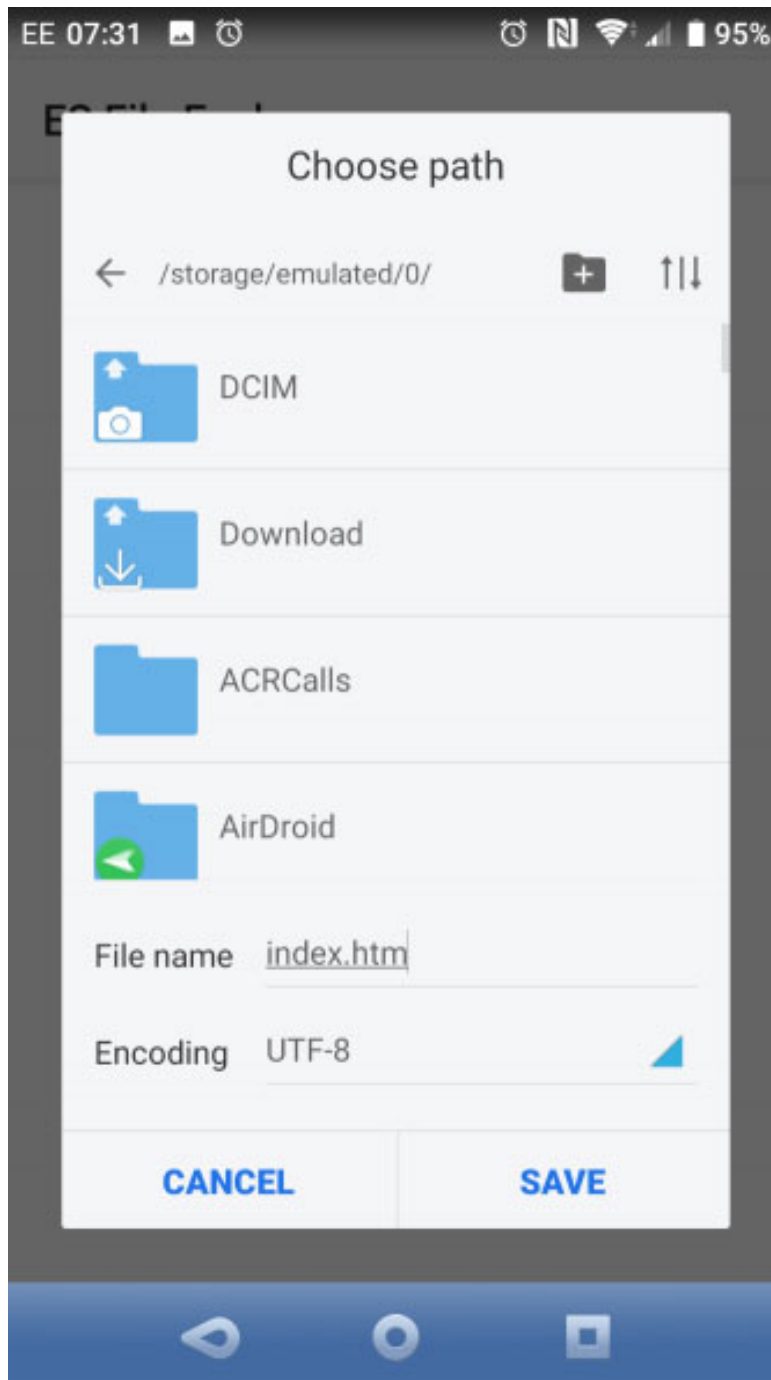 EE 07:31
95%
Choose path
/storage/emulated/0/
DCIM
Download
ACRCalls
AirDroid
File name index.htm
Encoding UTF-8
CANCEL SAVE